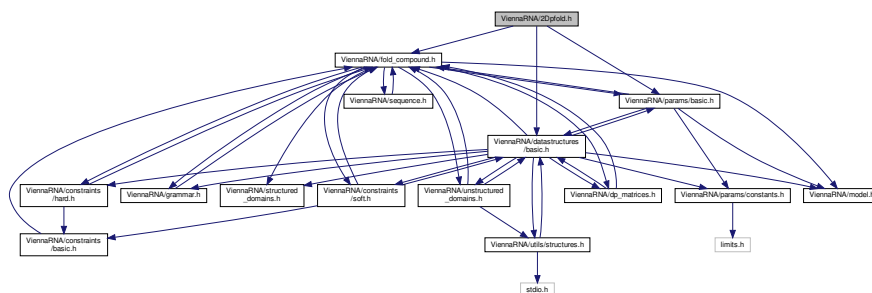 ViennaRNA/2Dpfold.h
ViennaRNA/fold_compound.h
ViennaRNA/sequence.h
ViennaRNA/params/basic.h
ViennaRNA/datastructures
/basic.h
ViennaRNA/constraints
/hard.h
ViennaRNA/grammar.h
ViennaRNA/structured
_domains.h
ViennaRNA/constraints
/soft.h
ViennaRNA/unstructured
_domains.h
ViennaRNA/dp_matrices.h
ViennaRNA/params/constants.h
ViennaRNA/model.h
ViennaRNA/constraints
/basic.h
ViennaRNA/utils/structures.h
limits.h
stdio.h